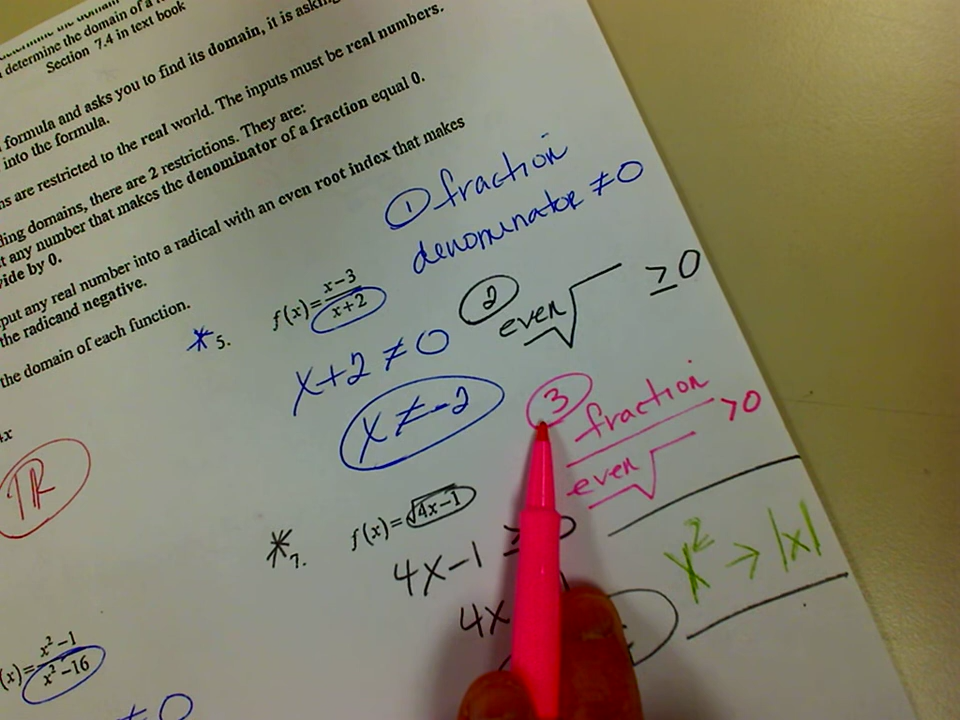 determine the domain of a
Section 7.4 in text book
formula and asks you to find its domain, it is asking
into the formula.
ns are restricted to the real world. The inputs must be real numbers.
ding domains, there are 2 restrictions. They are:
t any number that makes the denominator of a fraction equal 0.
vide by 0.
put any real number into a radical with an even root index that makes
the radicand negative.
the domain of each function.
① fraction
denominator ≠ 0
② even √ ≥ 0
* 5. f(x) = x-3
x+2
x+2 ≠ 0
x ≠ -2
③ fraction
even √ > 0
4x
ℝ
* 7. f(x) = √4x-1
4x-1 ≥ 0
4x
x² → |x|
(x) = x²-1
x²-16
≠ 0